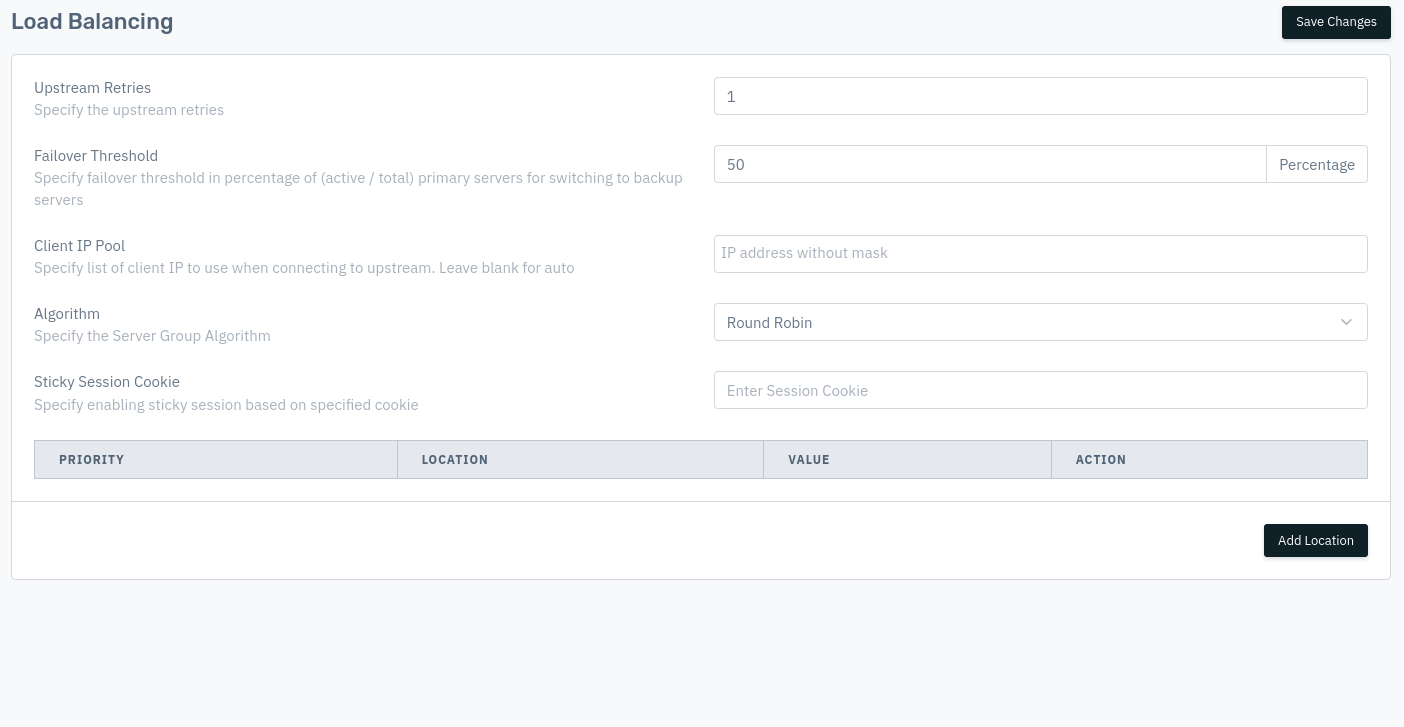 Load Balancing
Save Changes
Upstream Retries
Specify the upstream retries
1
Failover Threshold
Specify failover threshold in percentage of (active / total) primary servers for switching to backup
servers
50
Percentage
Client IP Pool
Specify list of client IP to use when connecting to upstream. Leave blank for auto
IP address without mask
Algorithm
Specify the Server Group Algorithm
Round Robin
Sticky Session Cookie
Specify enabling sticky session based on specified cookie
Enter Session Cookie
PRIORITY LOCATION VALUE ACTION
Add Location